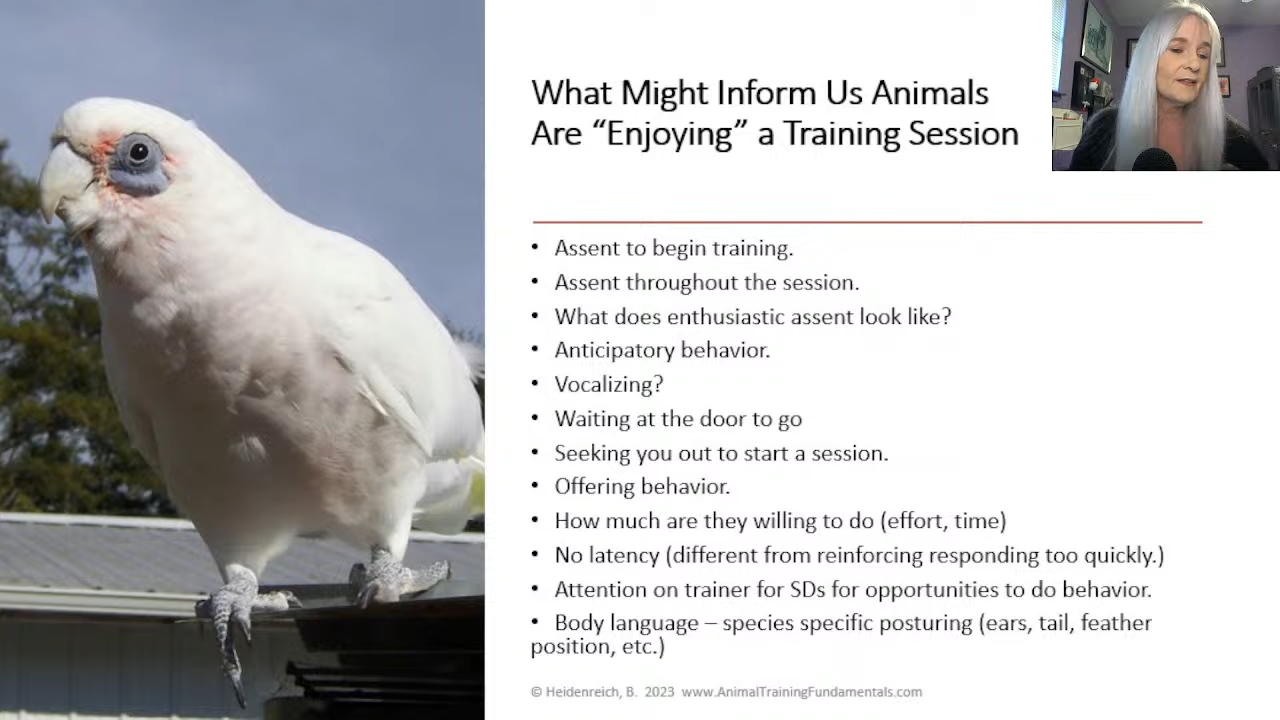 What Might Inform Us Animals
Are “Enjoying” a Training Session
• Assent to begin training.
• Assent throughout the session.
• What does enthusiastic assent look like?
• Anticipatory behavior.
• Vocalizing?
• Waiting at the door to go
• Seeking you out to start a session.
• Offering behavior.
• How much are they willing to do (effort, time)
• No latency (different from reinforcing responding too quickly.)
• Attention on trainer for SDs for opportunities to do behavior.
• Body language – species specific posturing (ears, tail, feather
position, etc.)
© Heidenreich, B. 2023 www.AnimalTrainingFundamentals.com